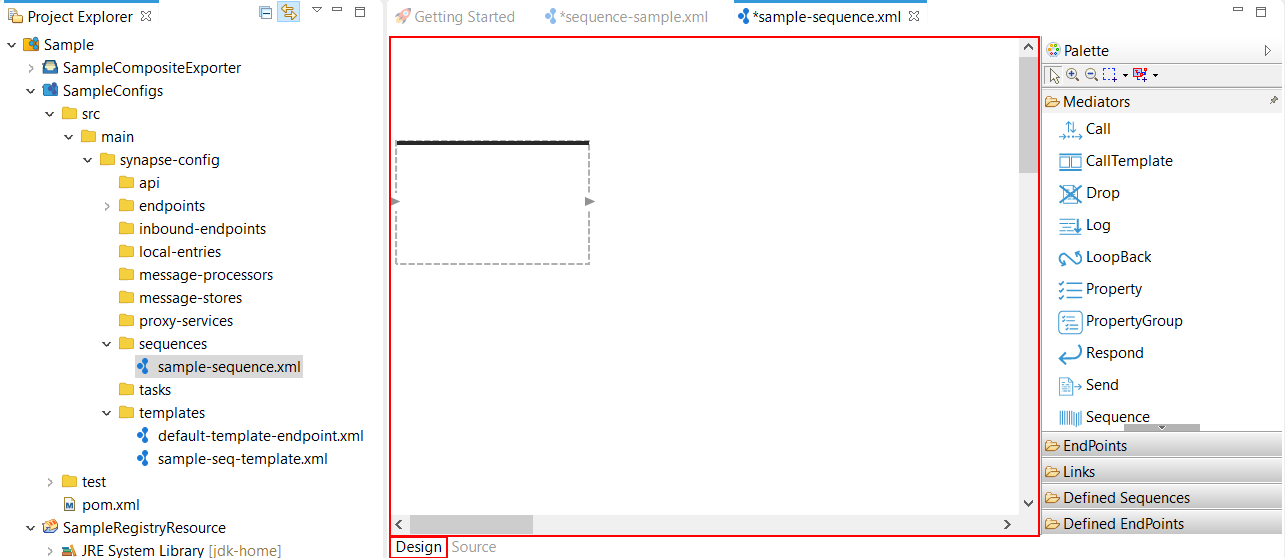 Project Explorer
Sample
SampleCompositeExporter
SampleConfigs
src
main
synapse-config
api
endpoints
inbound-endpoints
local-entries
message-processors
message-stores
proxy-services
sequences
sample-sequence.xml
tasks
templates
default-template-endpoint.xml
sample-seq-template.xml
test
pom.xml
SampleRegistryResource
JRE System Library [jdk-home]
Getting Started
*sequence-sample.xml
*sample-sequence.xml
Design
Source
Palette
Mediators
Call
CallTemplate
Drop
Log
LoopBack
Property
PropertyGroup
Respond
Send
Sequence
EndPoints
Links
Defined Sequences
Defined EndPoints